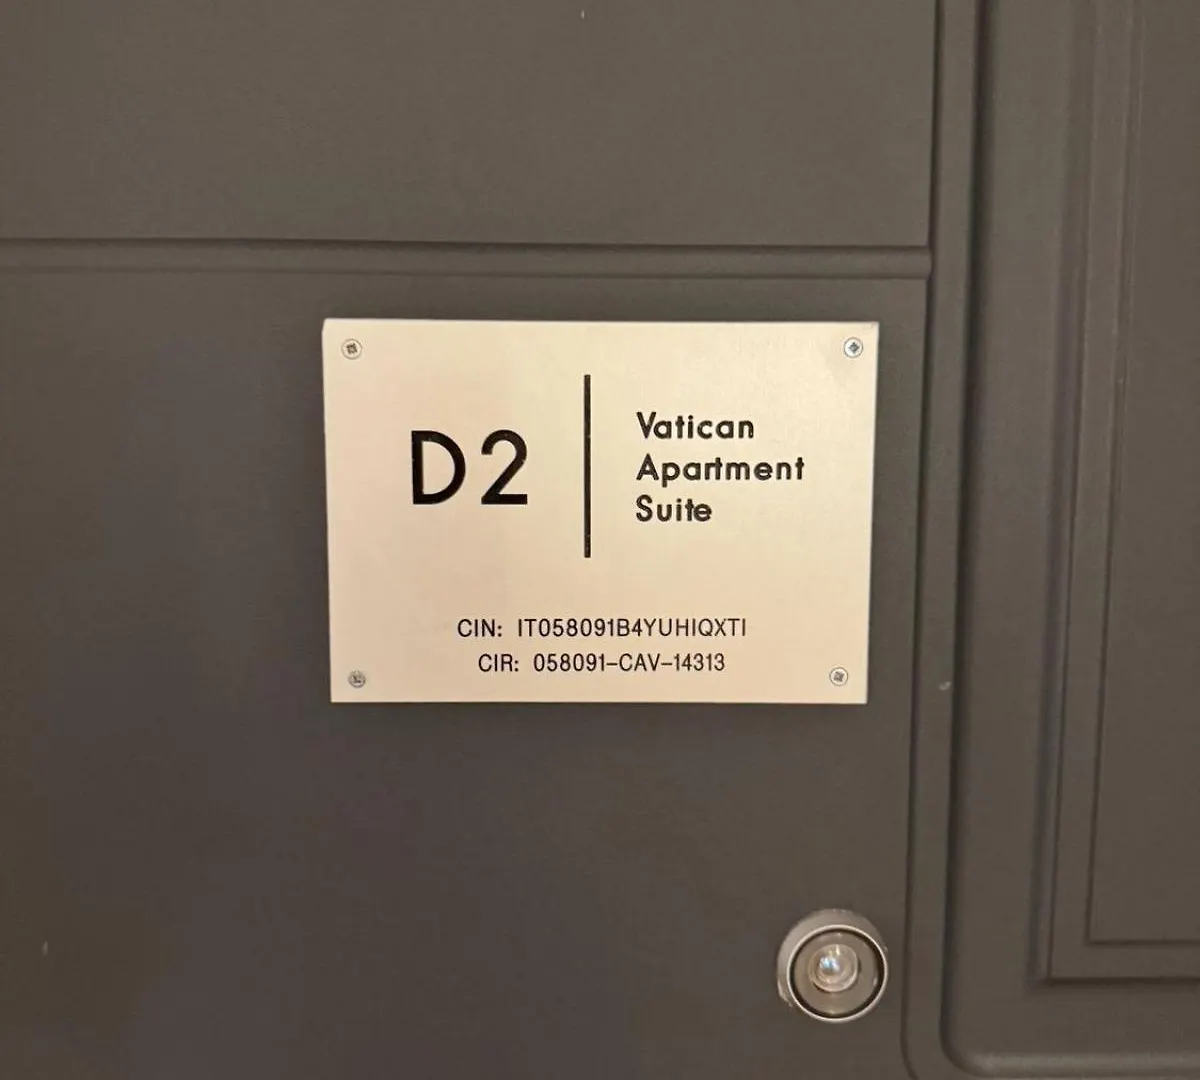 D2
Vatican
Apartment
Suite
CIN: IT058091B4YUHIQXTI
CIR: 058091-CAV-14313